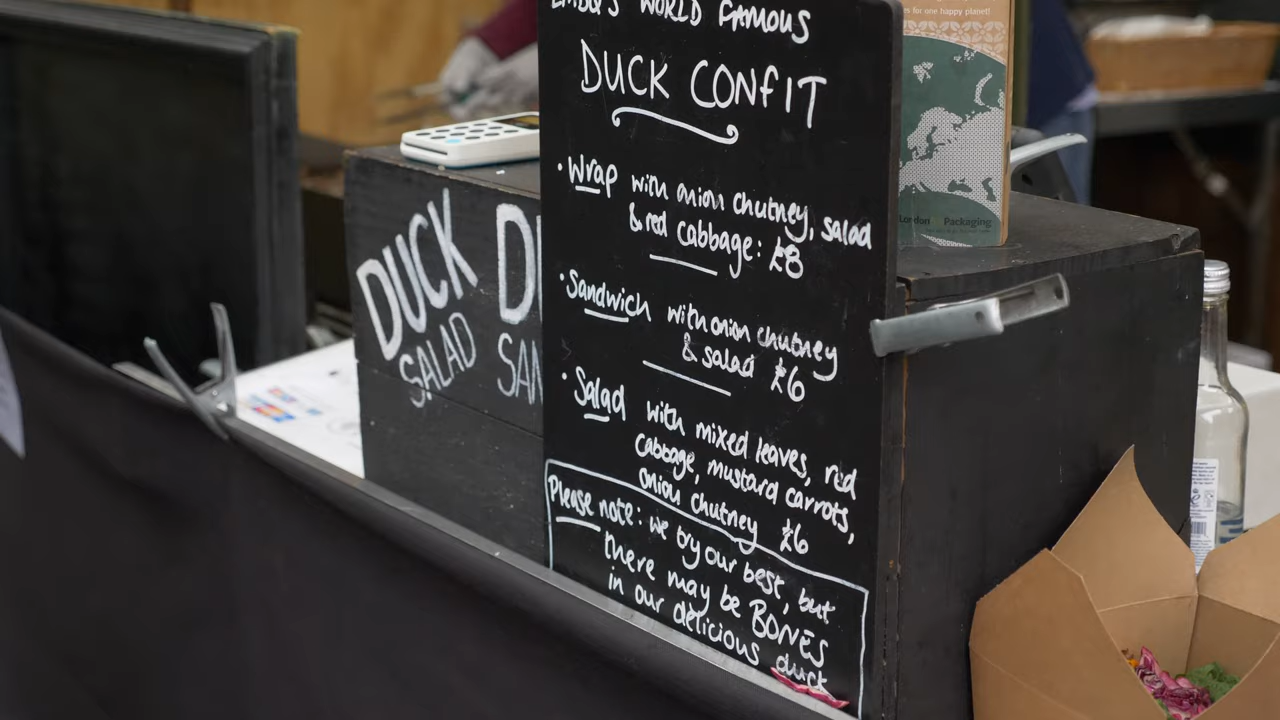 WORLD FAMOUS
DUCK CONFIT
· Wrap with onion chutney, salad
& red cabbage: £8
· Sandwich with onion chutney
& salad £6
· Salad with mixed leaves, red
cabbage, mustard carrots,
onion chutney £6
Please note: we try our best, but
there may be BONES
in our delicious duck
DUCK
SALAD
D
SAN
es for one happy planet!
London Packaging